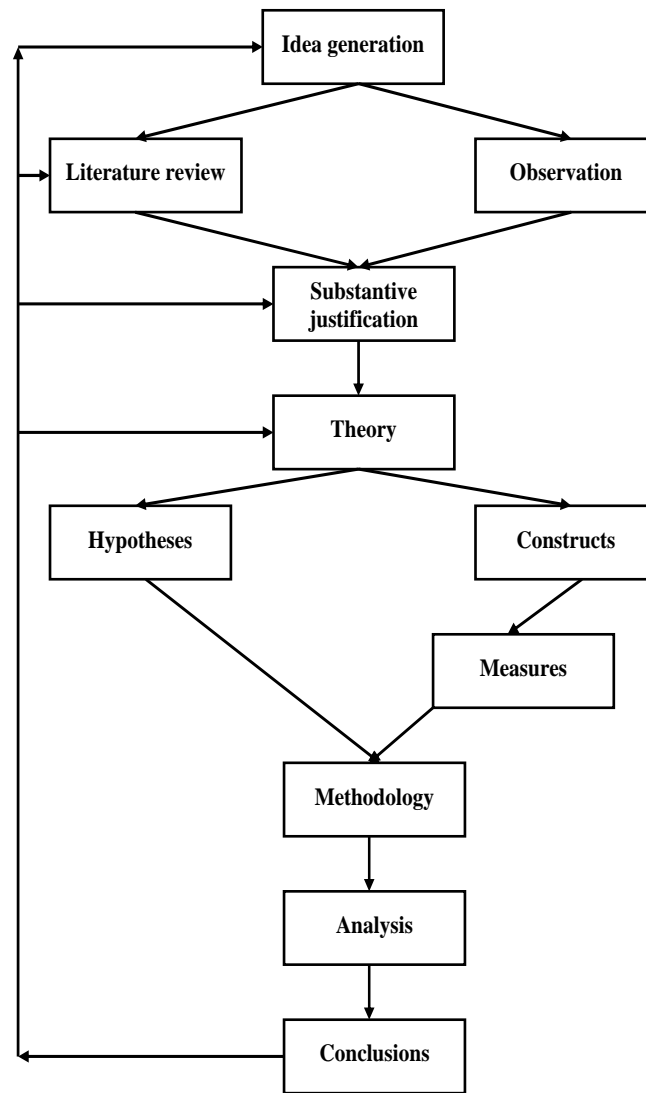 Idea generation
Literature review
Observation
Substantive
justification
Theory
Hypotheses
Constructs
Measures
Methodology
Analysis
Conclusions